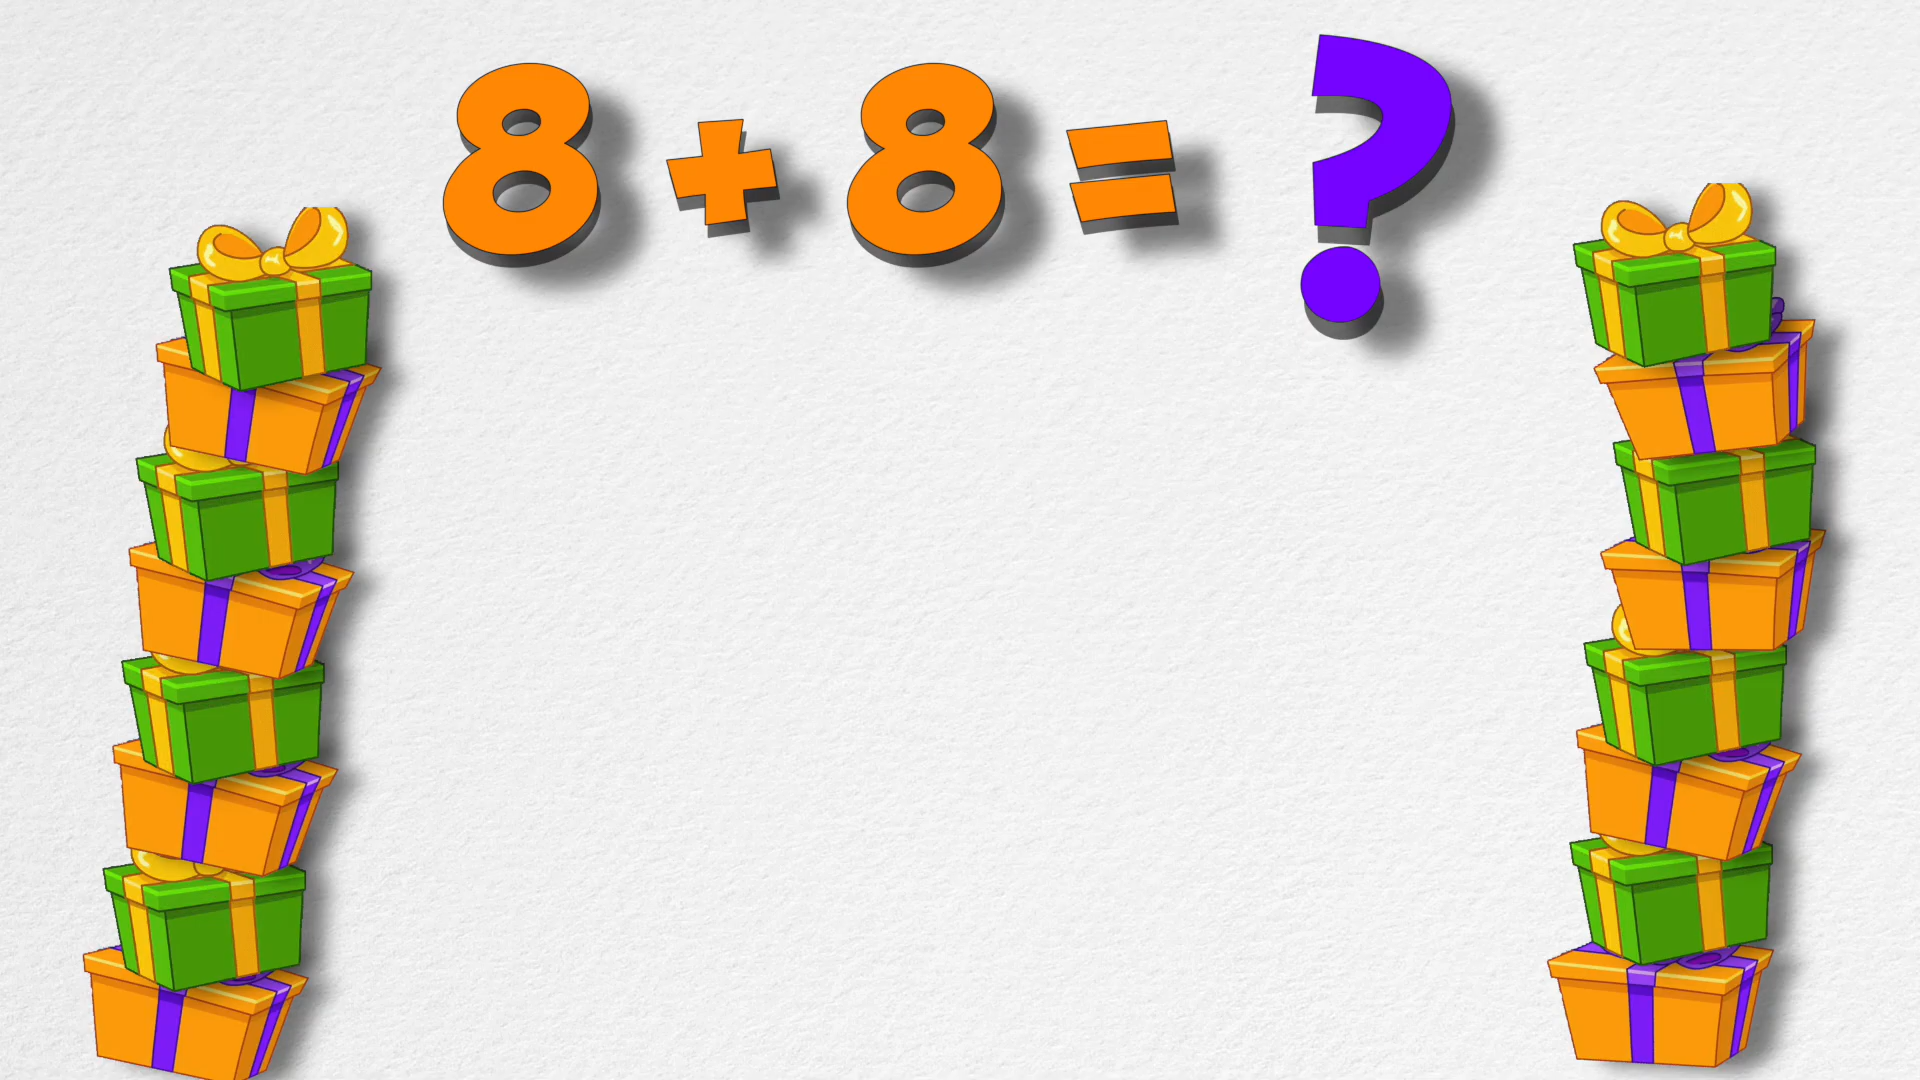 8 + 8 = ?